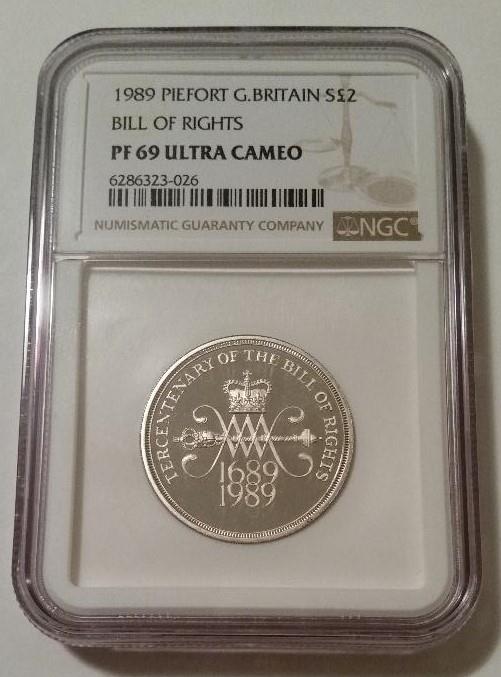 1989 PIEFORT G.BRITAIN S£2
BILL OF RIGHTS
PF 69 ULTRA CAMEO
6286323-026
NUMISMATIC GUARANTY COMPANY
NGC®
TERCENTENARY OF THE BILL OF RIGHTS
1689
1989